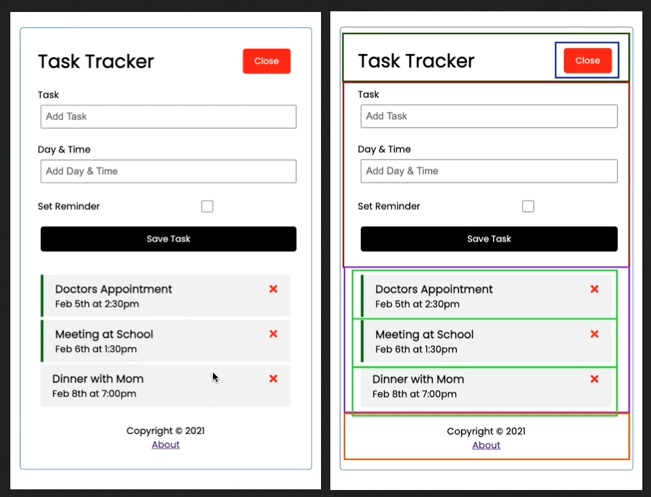 Task Tracker
Close
Task
Add Task
Day & Time
Add Day & Time
Set Reminder
Save Task
Doctors Appointment
Feb 5th at 2:30pm
Meeting at School
Feb 6th at 1:30pm
Dinner with Mom
Feb 8th at 7:00pm
Copyright © 2021
About
Task Tracker
Close
Task
Add Task
Day & Time
Add Day & Time
Set Reminder
Save Task
Doctors Appointment
Feb 5th at 2:30pm
Meeting at School
Feb 6th at 1:30pm
Dinner with Mom
Feb 8th at 7:00pm
Copyright © 2021
About